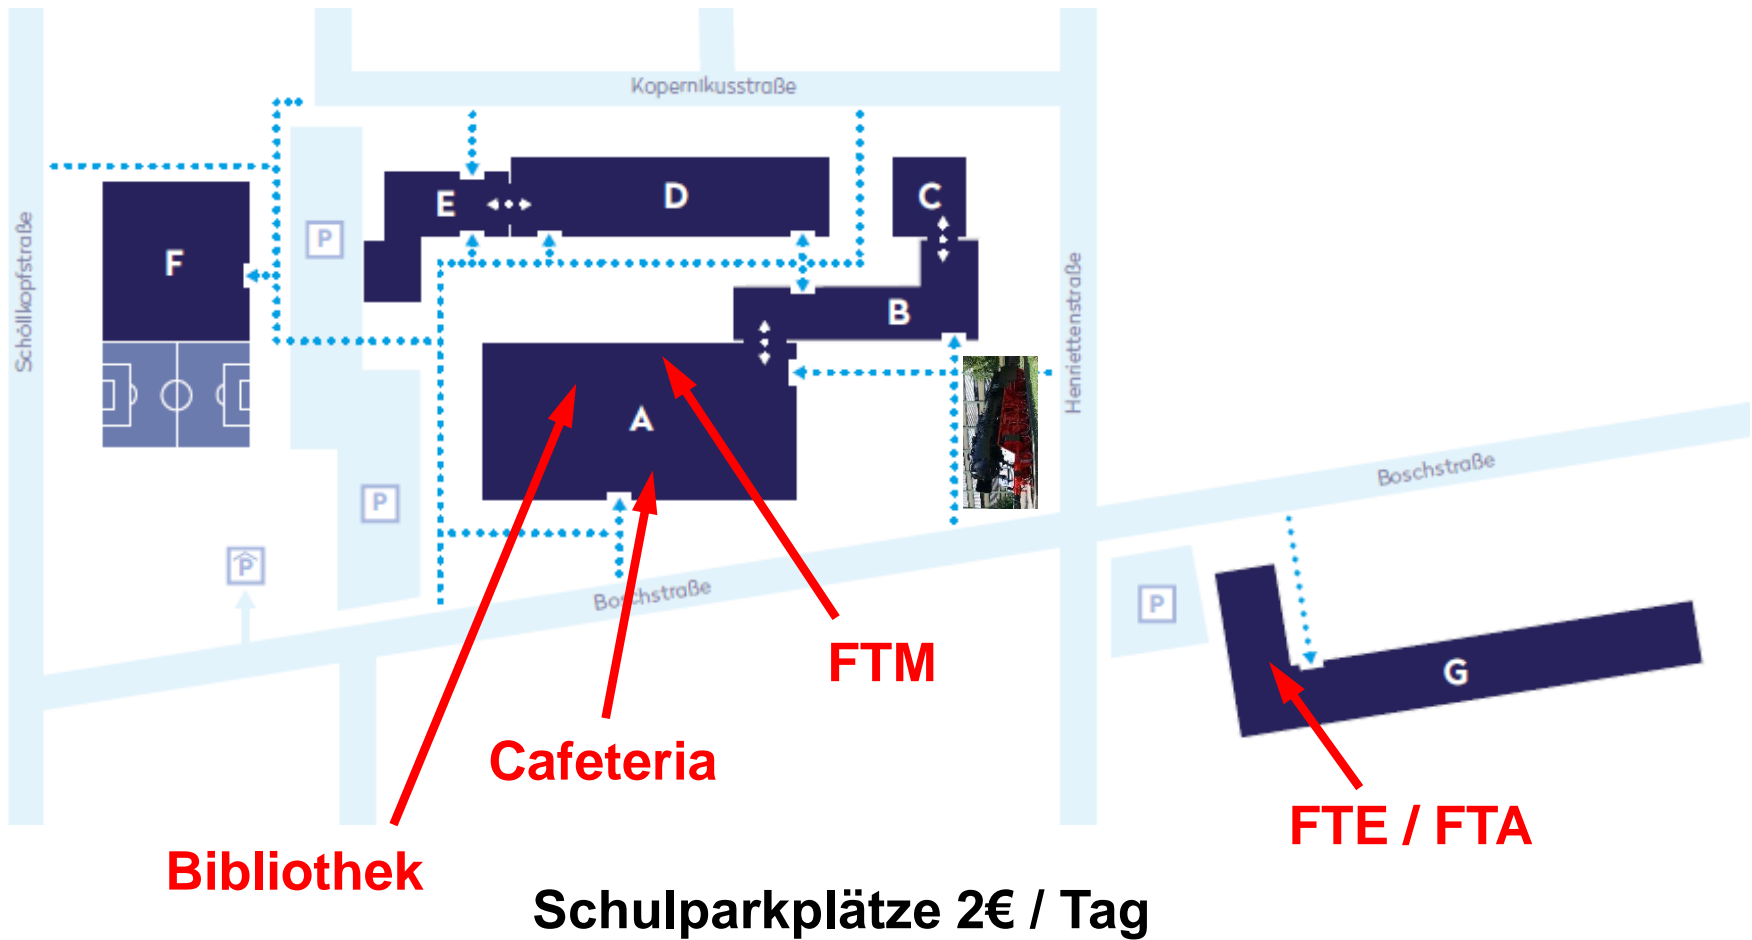 Kopernikusstraße
E
D
C
P
F
Schöllkopfstraße
Henriettenstraße
B
A
P
Boschstraße
P
Boschstraße
P
G
FTM
Cafeteria
FTE / FTA
Bibliothek
Schulparkplätze 2€ / Tag